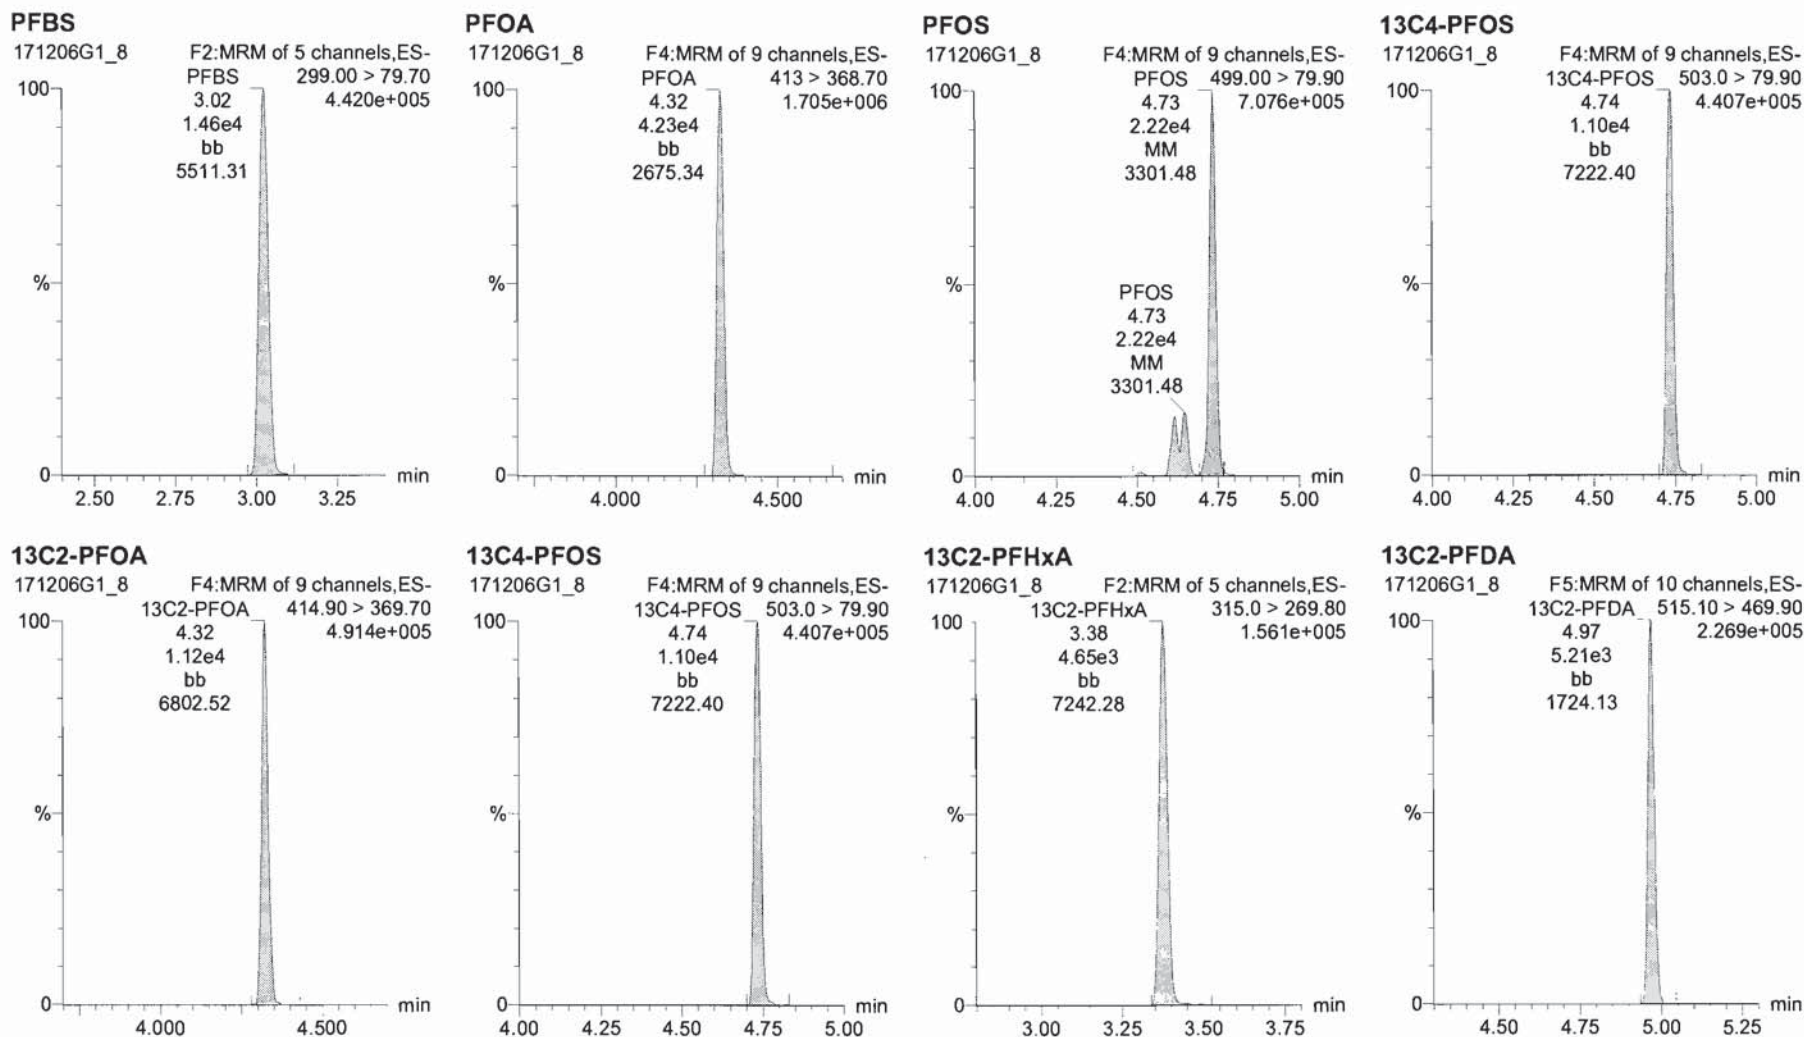 PFBS
171206G1_8 F2:MRM of 5 channels,ES-
PFBS 299.00 > 79.70
3.02 4.420e+005
1.46e4
bb
5511.31
100
%
0
min
2.50 2.75 3.00 3.25
PFOA
171206G1_8 F4:MRM of 9 channels,ES-
PFOA 413 > 368.70
4.32 1.705e+006
4.23e4
bb
2675.34
100
%
0
min
4.000 4.500
PFOS
171206G1_8 F4:MRM of 9 channels,ES-
PFOS 499.00 > 79.90
4.73 7.076e+005
2.22e4
MM
3301.48
100
PFOS
4.73
2.22e4
MM
3301.48
%
0
min
4.00 4.25 4.50 4.75 5.00
13C4-PFOS
171206G1_8 F4:MRM of 9 channels,ES-
13C4-PFOS 503.0 > 79.90
4.74 4.407e+005
1.10e4
bb
7222.40
100
%
0
min
4.00 4.25 4.50 4.75 5.00
13C2-PFOA
171206G1_8 F4:MRM of 9 channels,ES-
13C2-PFOA 414.90 > 369.70
4.32 4.914e+005
1.12e4
bb
6802.52
100
%
0
min
4.000 4.500
13C4-PFOS
171206G1_8 F4:MRM of 9 channels,ES-
13C4-PFOS 503.0 > 79.90
4.74 4.407e+005
1.10e4
bb
7222.40
100
%
0
min
4.00 4.25 4.50 4.75 5.00
13C2-PFHxA
171206G1_8 F2:MRM of 5 channels,ES-
13C2-PFHxA 315.0 > 269.80
3.38 1.561e+005
4.65e3
bb
7242.28
100
%
0
min
3.00 3.25 3.50 3.75
13C2-PFDA
171206G1_8 F5:MRM of 10 channels,ES-
13C2-PFDA 515.10 > 469.90
4.97 2.269e+005
5.21e3
bb
1724.13
100
%
0
min
4.50 4.75 5.00 5.25